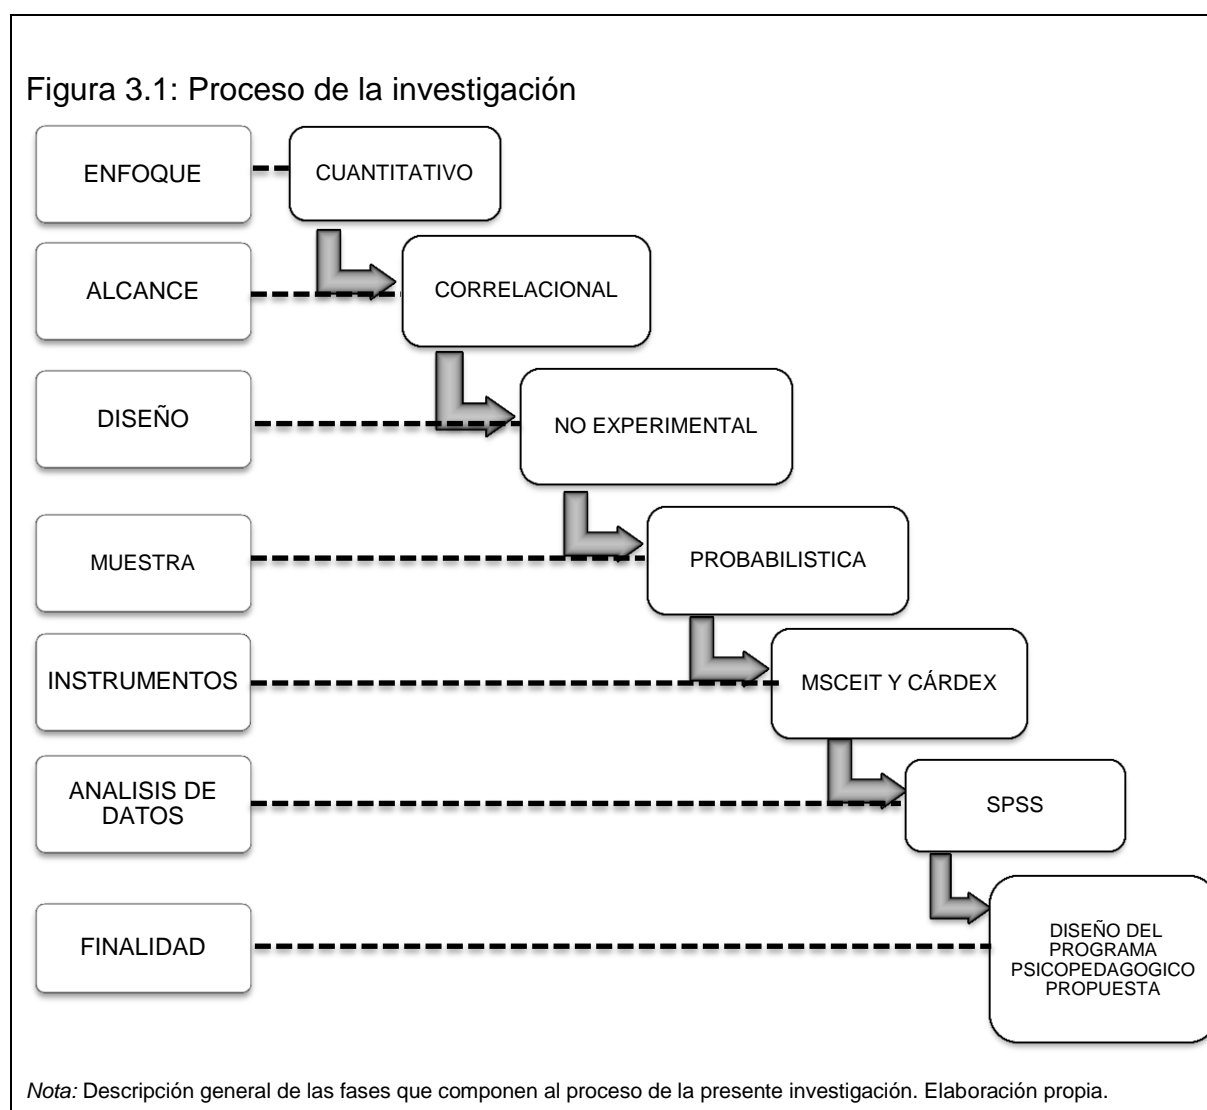 Figura 3.1: Proceso de la investigación
ENFOQUE
CUANTITATIVO
ALCANCE
CORRELACIONAL
DISEÑO
NO EXPERIMENTAL
MUESTRA
PROBABILISTICA
INSTRUMENTOS
MSCEIT Y CÁRDEX
ANALISIS DE
DATOS
SPSS
FINALIDAD
DISEÑO DEL
PROGRAMA
PSICOPEDAGOGICO
PROPUESTA
Nota: Descripción general de las fases que componen al proceso de la presente investigación. Elaboración propia.